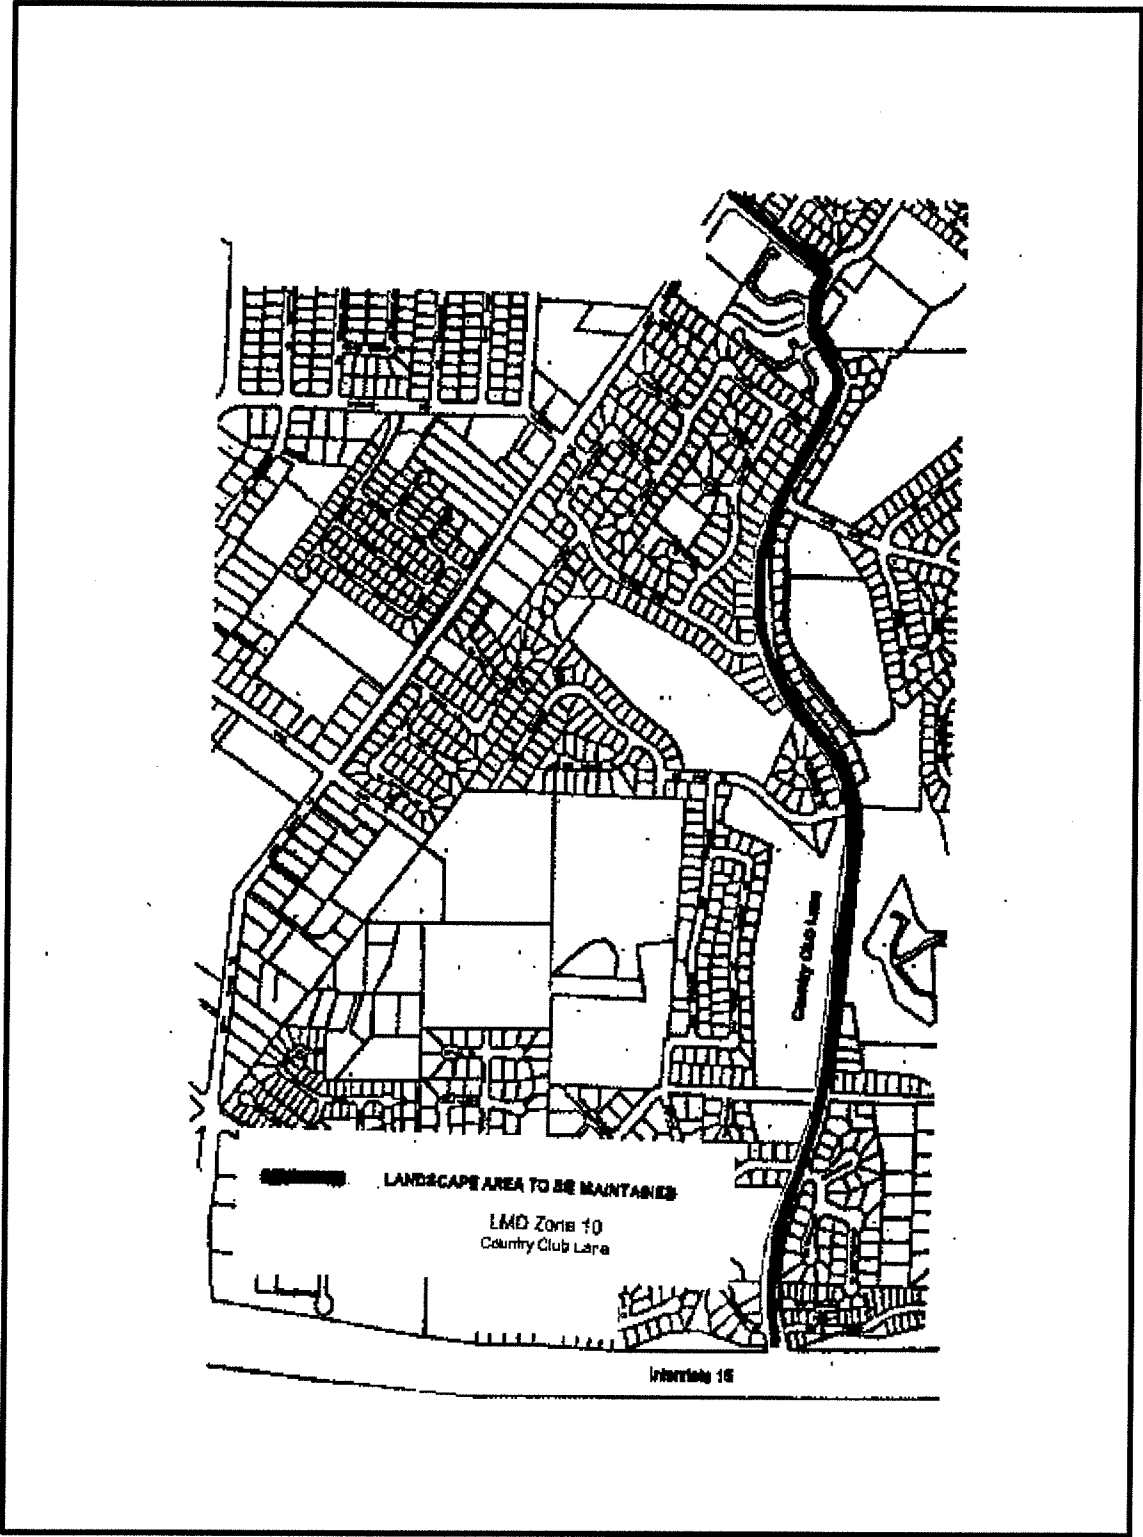 Country Club Lane
LANDSCAPE AREA TO BE MAINTAINED
LMD Zone 10
Country Club Lane
Interstate 15